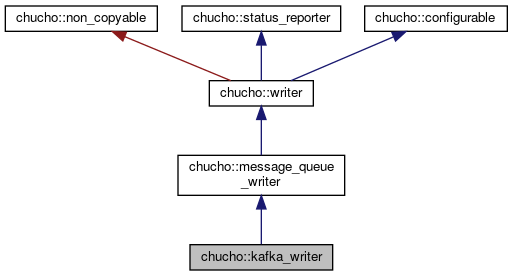 chucho::non_copyable
chucho::status_reporter
chucho::configurable
chucho::writer
chucho::message_queue
_writer
chucho::kafka_writer